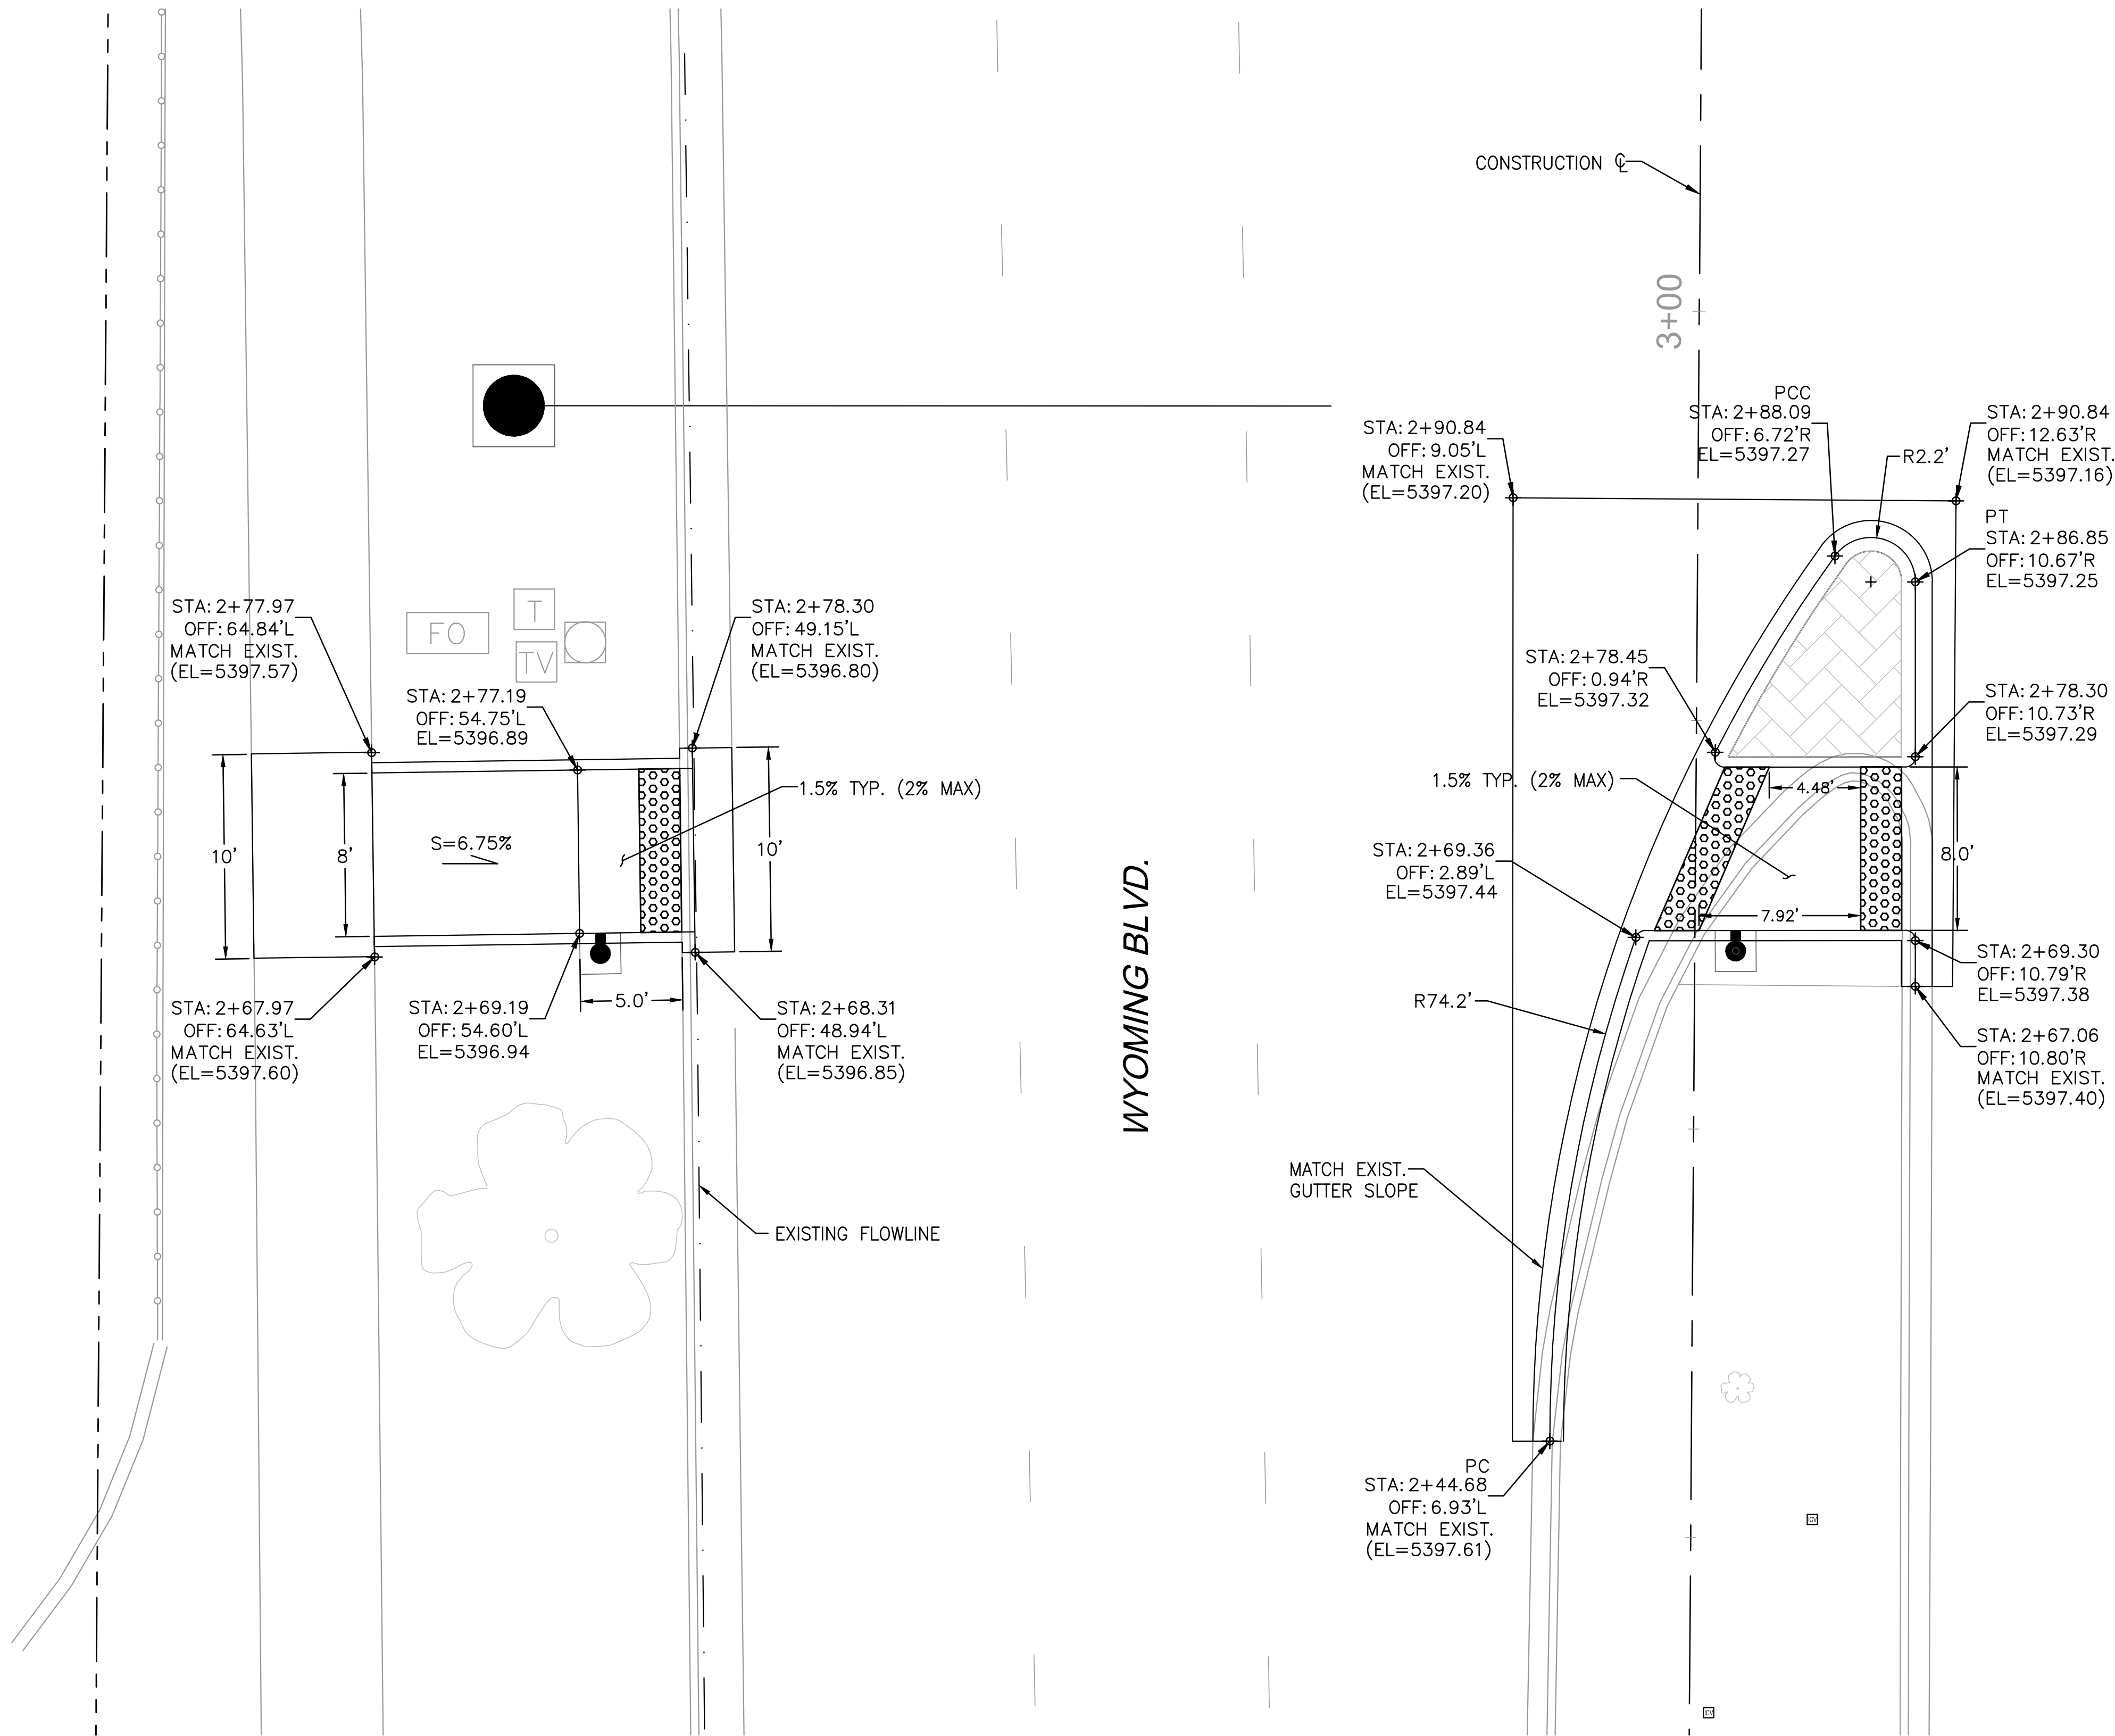 CONSTRUCTION ℄
3+00
PCC
STA: 2+88.09
OFF: 6.72'R
EL=5397.27
STA: 2+90.84
OFF: 12.63'R
MATCH EXIST.
(EL=5397.16)
STA: 2+90.84
OFF: 9.05'L
MATCH EXIST.
(EL=5397.20)
R2.2'
PT
STA: 2+86.85
OFF: 10.67'R
EL=5397.25
STA: 2+77.97
OFF: 64.84'L
MATCH EXIST.
(EL=5397.57)
FO
T
TV
STA: 2+78.30
OFF: 49.15'L
MATCH EXIST.
(EL=5396.80)
STA: 2+77.19
OFF: 54.75'L
EL=5396.89
STA: 2+78.45
OFF: 0.94'R
EL=5397.32
STA: 2+78.30
OFF: 10.73'R
EL=5397.29
1.5% TYP. (2% MAX)
1.5% TYP. (2% MAX)
4.48'
10'
8'
S=6.75%
10'
8.0'
STA: 2+69.36
OFF: 2.89'L
EL=5397.44
7.92'
WYOMING BLVD.
STA: 2+69.30
OFF: 10.79'R
EL=5397.38
STA: 2+67.97
OFF: 64.63'L
MATCH EXIST.
(EL=5397.60)
STA: 2+69.19
OFF: 54.60'L
EL=5396.94
5.0'
STA: 2+68.31
OFF: 48.94'L
MATCH EXIST.
(EL=5396.85)
R74.2'
STA: 2+67.06
OFF: 10.80'R
MATCH EXIST.
(EL=5397.40)
MATCH EXIST.
GUTTER SLOPE
EXISTING FLOWLINE
PC
STA: 2+44.68
OFF: 6.93'L
MATCH EXIST.
(EL=5397.61)
ICV
ICV